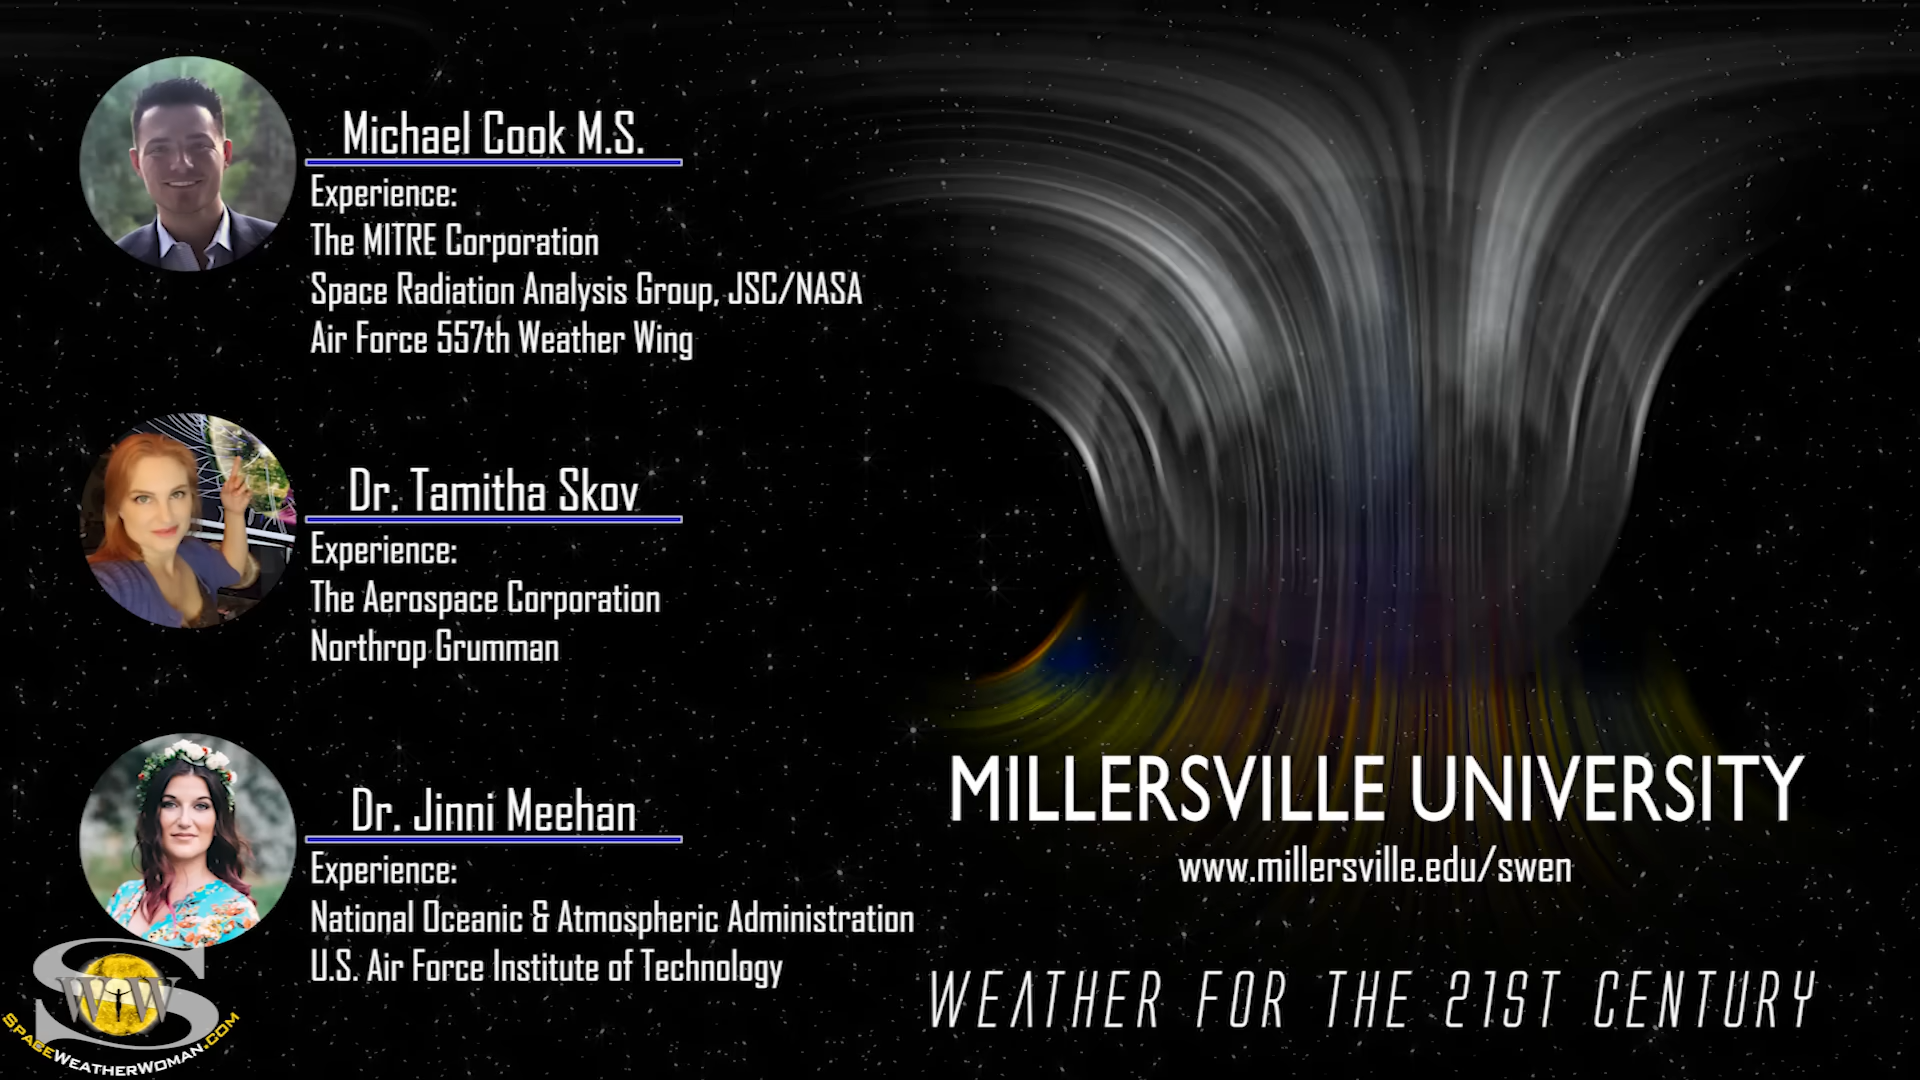 Michael Cook M.S.
Experience:
The MITRE Corporation
Space Radiation Analysis Group, JSC/NASA
Air Force 557th Weather Wing
Dr. Tamitha Skov
Experience:
The Aerospace Corporation
Northrop Grumman
Dr. Jinni Meehan
Experience:
National Oceanic & Atmospheric Administration
U.S. Air Force Institute of Technology
MILLERSVILLE UNIVERSITY
www.millersville.edu/swen
WEATHER FOR THE 21ST CENTURY
SWW
SPACEWEATHERWOMAN.COM